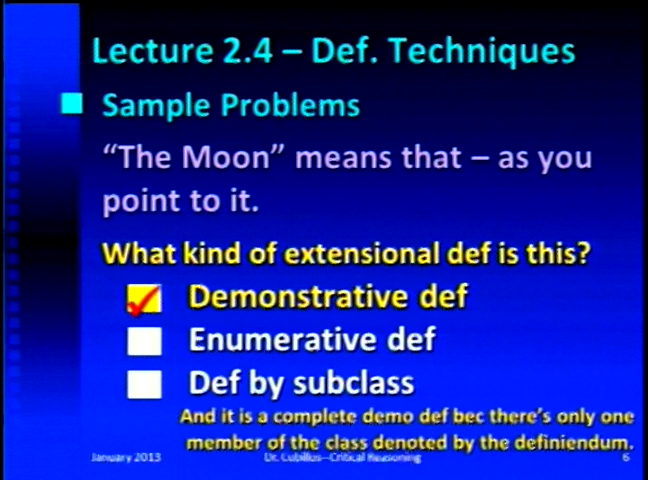 Lecture 2.4 – Def. Techniques
Sample Problems
“The Moon” means that – as you
point to it.
What kind of extensional def is this?
Demonstrative def
Enumerative def
Def by subclass
And it is a complete demo def bec there's only one
member of the class denoted by the definiendum.
January 2013
Dr. Cubillos--Critical Reasoning
6